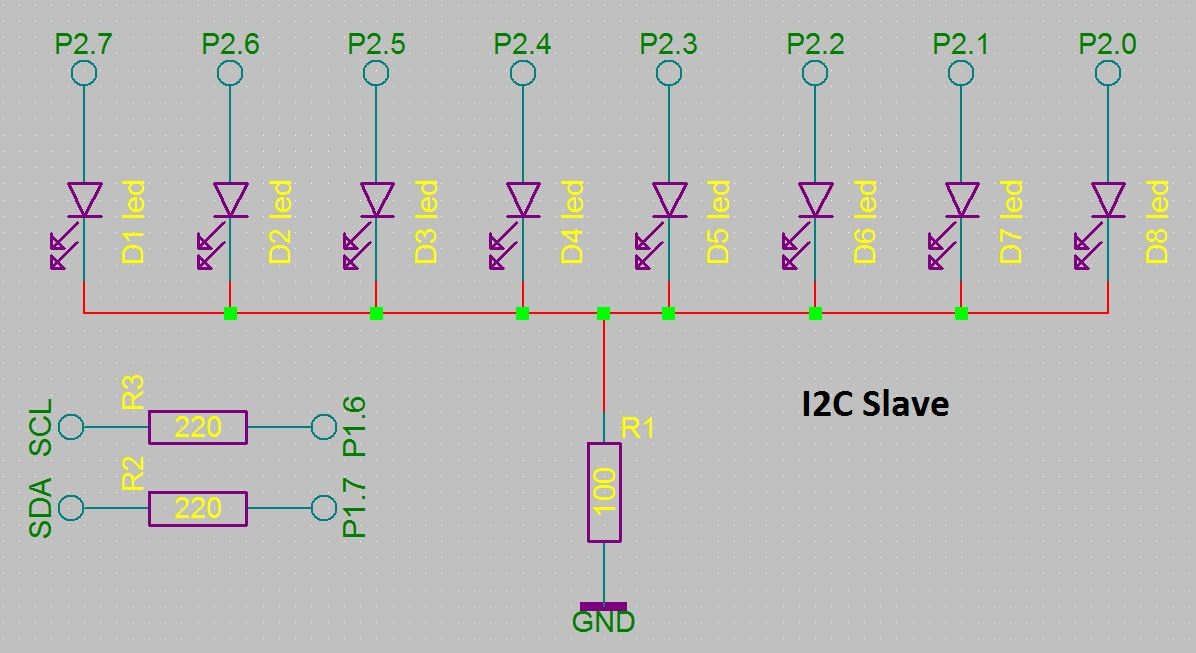 P2.7 P2.6 P2.5 P2.4 P2.3 P2.2 P2.1 P2.0
D1 led
D2 led
D3 led
D4 led
D5 led
D6 led
D7 led
D8 led
SCL
R3
220
P1.6
SDA
R2
220
P1.7
R1
100
GND
I2C Slave